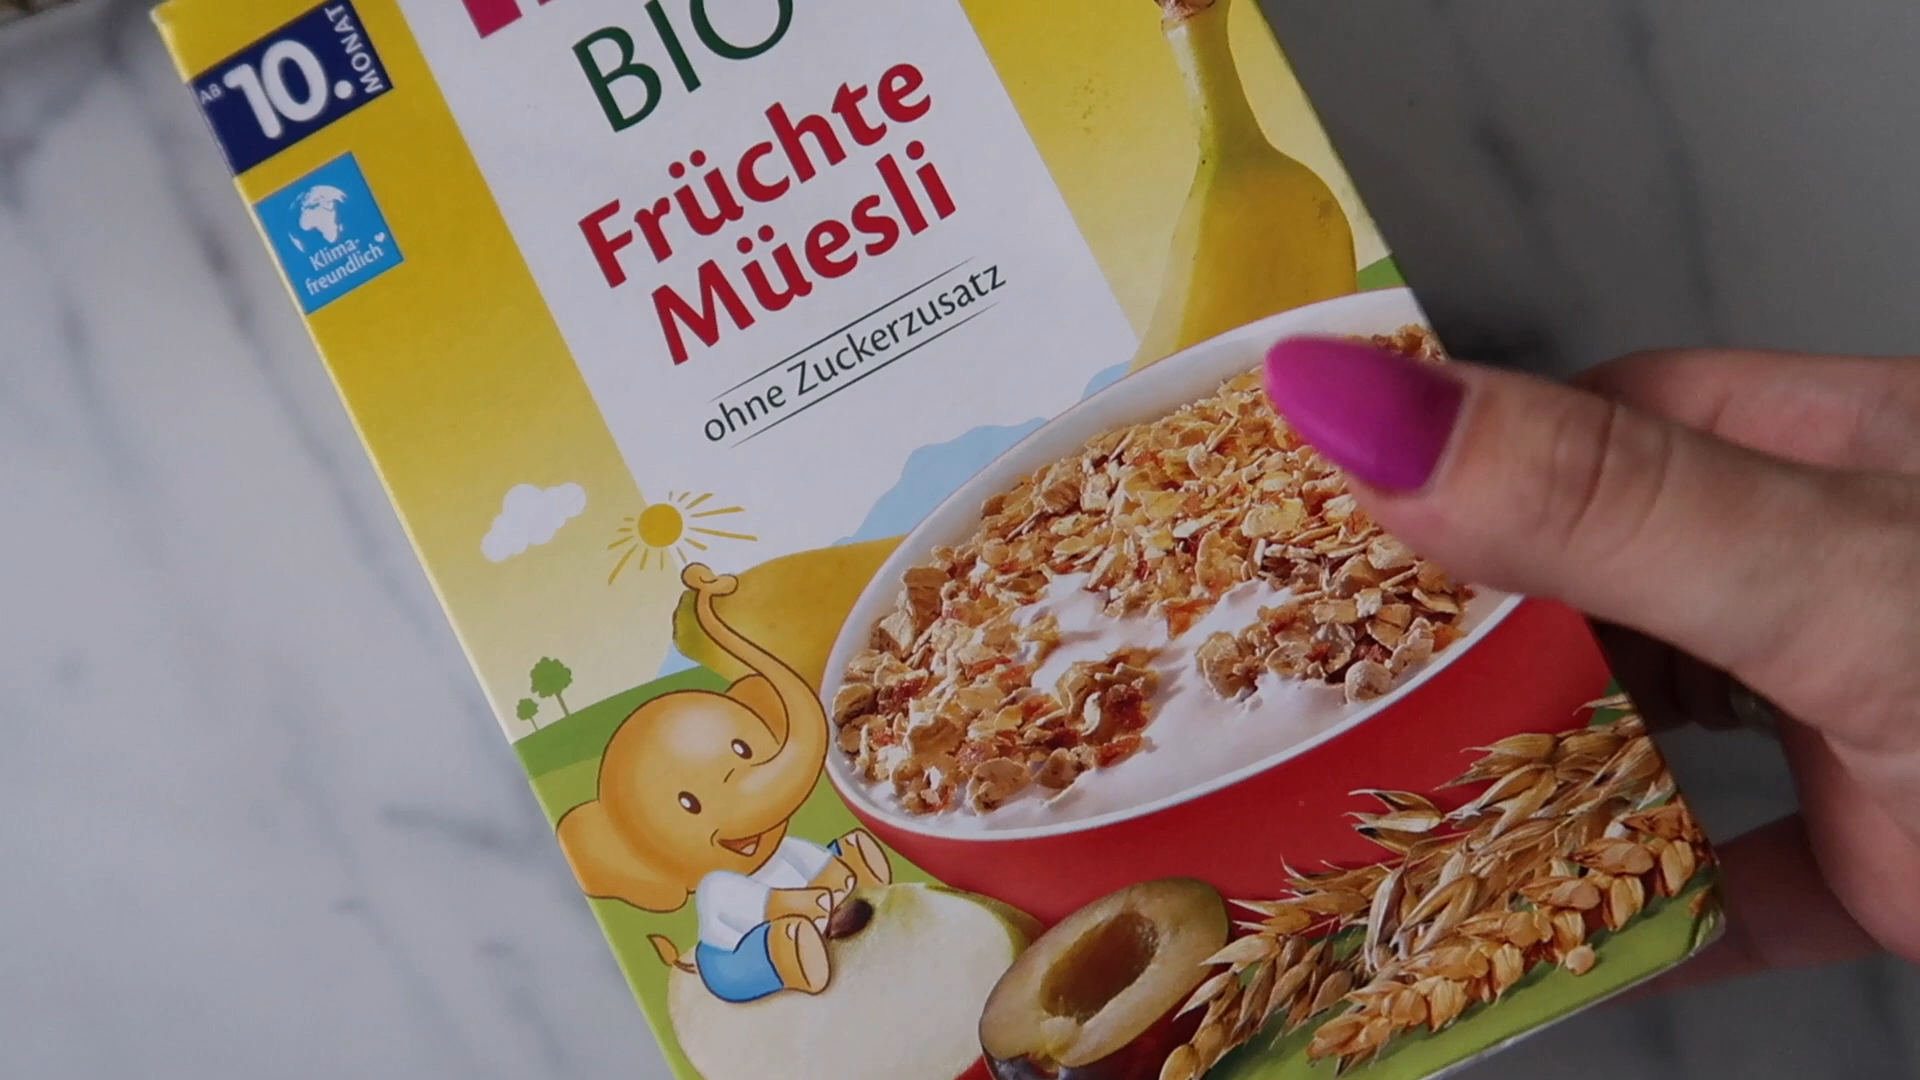 BIO
Früchte
Müesli
ohne Zuckerzusatz
AB 10. MONAT
Klima-
freundlich